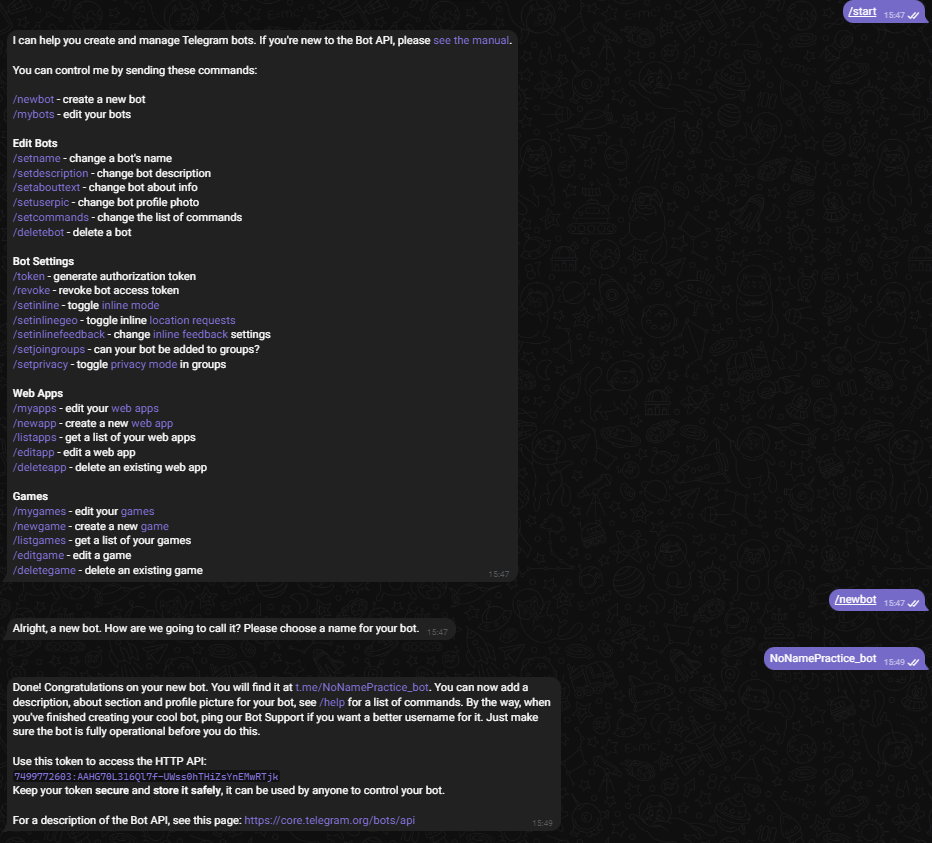 /start 15:47
I can help you create and manage Telegram bots. If you're new to the Bot API, please see the manual.
You can control me by sending these commands:
/newbot - create a new bot
/mybots - edit your bots
Edit Bots
/setname - change a bot's name
/setdescription - change bot description
/setabouttext - change bot about info
/setuserpic - change bot profile photo
/setcommands - change the list of commands
/deletebot - delete a bot
Bot Settings
/token - generate authorization token
/revoke - revoke bot access token
/setinline - toggle inline mode
/setinlinegeo - toggle inline location requests
/setinlinefeedback - change inline feedback settings
/setjoingroups - can your bot be added to groups?
/setprivacy - toggle privacy mode in groups
Web Apps
/myapps - edit your web apps
/newapp - create a new web app
/listapps - get a list of your web apps
/editapp - edit a web app
/deleteapp - delete an existing web app
Games
/mygames - edit your games
/newgame - create a new game
/listgames - get a list of your games
/editgame - edit a game
/deletegame - delete an existing game
15:47
/newbot 15:47
Alright, a new bot. How are we going to call it? Please choose a name for your bot. 15:47
NoNamePractice_bot 15:49
Done! Congratulations on your new bot. You will find it at t.me/NoNamePractice_bot. You can now add a
description, about section and profile picture for your bot, see /help for a list of commands. By the way, when
you've finished creating your cool bot, ping our Bot Support if you want a better username for it. Just make
sure the bot is fully operational before you do this.
Use this token to access the HTTP API:
7499772603:AAHG70L316Ql7f-UWss0hTHiZsYnEMwRTjk
Keep your token secure and store it safely, it can be used by anyone to control your bot.
For a description of the Bot API, see this page: https://core.telegram.org/bots/api
15:49